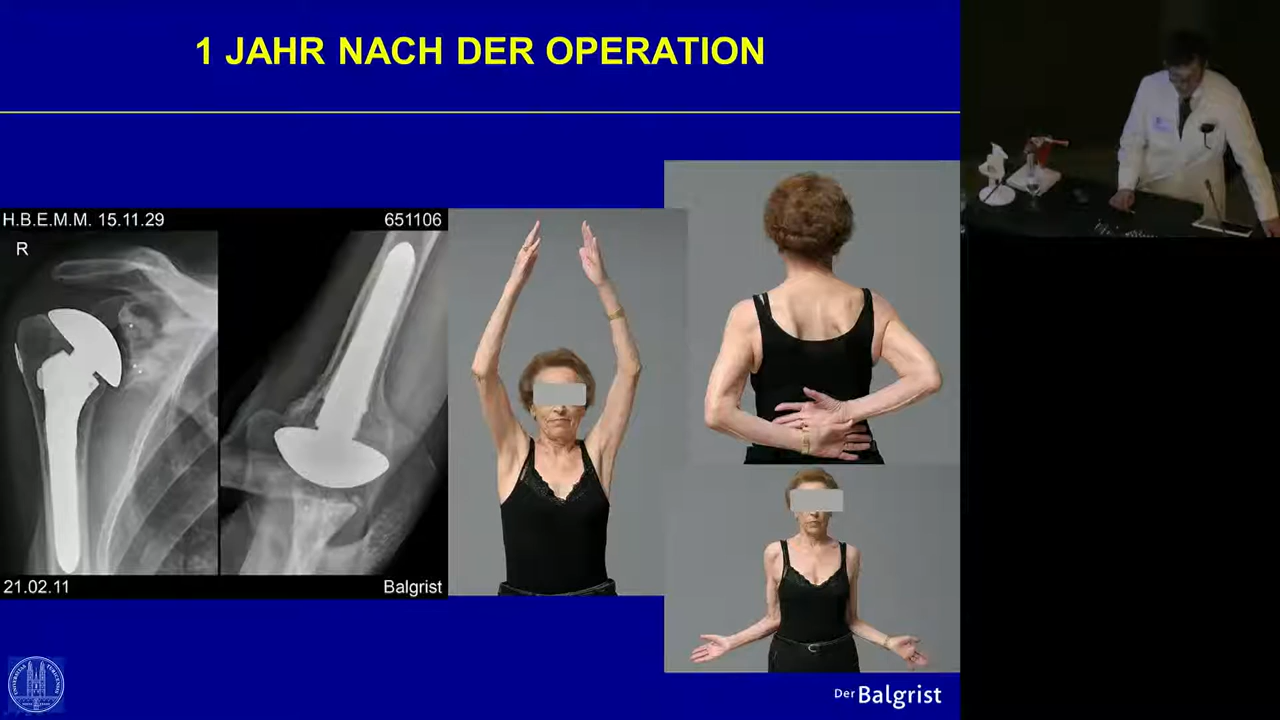 1 JAHR NACH DER OPERATION
H.B.E.M.M. 15.11.29
651106
R
21.02.11
Balgrist
Der Balgrist